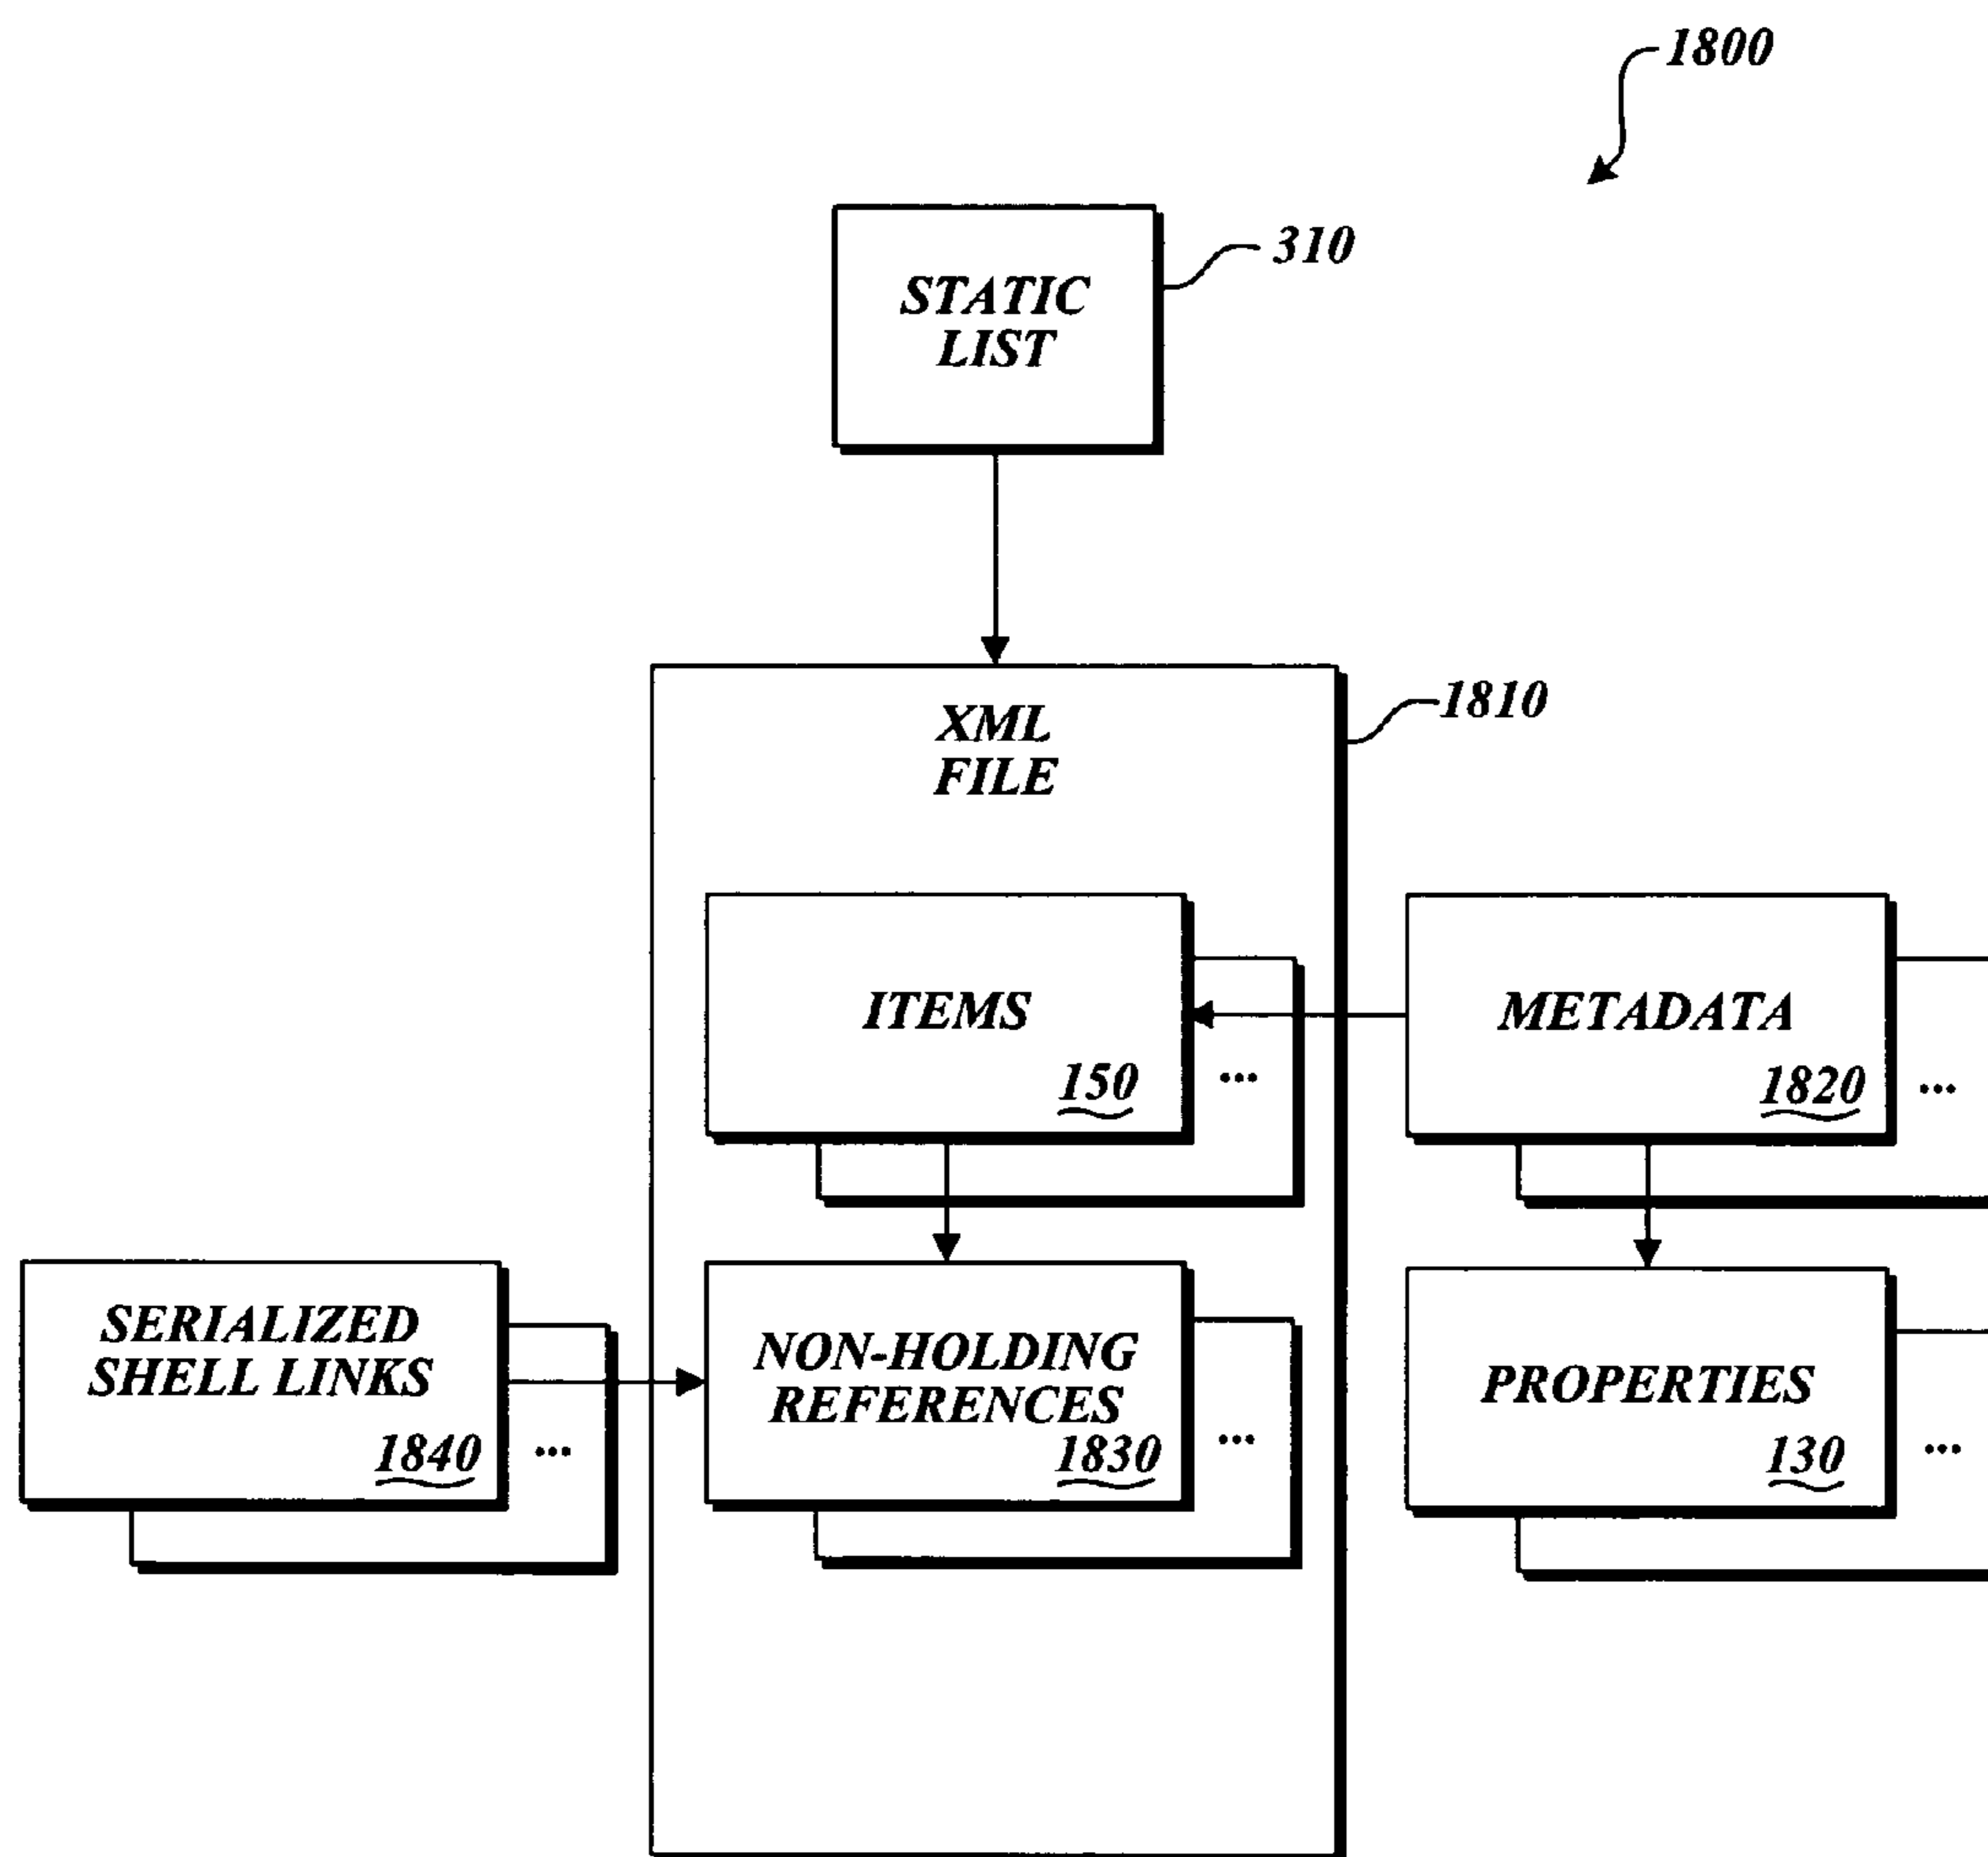 1800
310
STATIC
LIST
1810
XML
FILE
ITEMS
150
...
METADATA
1820
...
SERIALIZED
SHELL LINKS
1840
...
NON-HOLDING
REFERENCES
1830
...
PROPERTIES
130
...